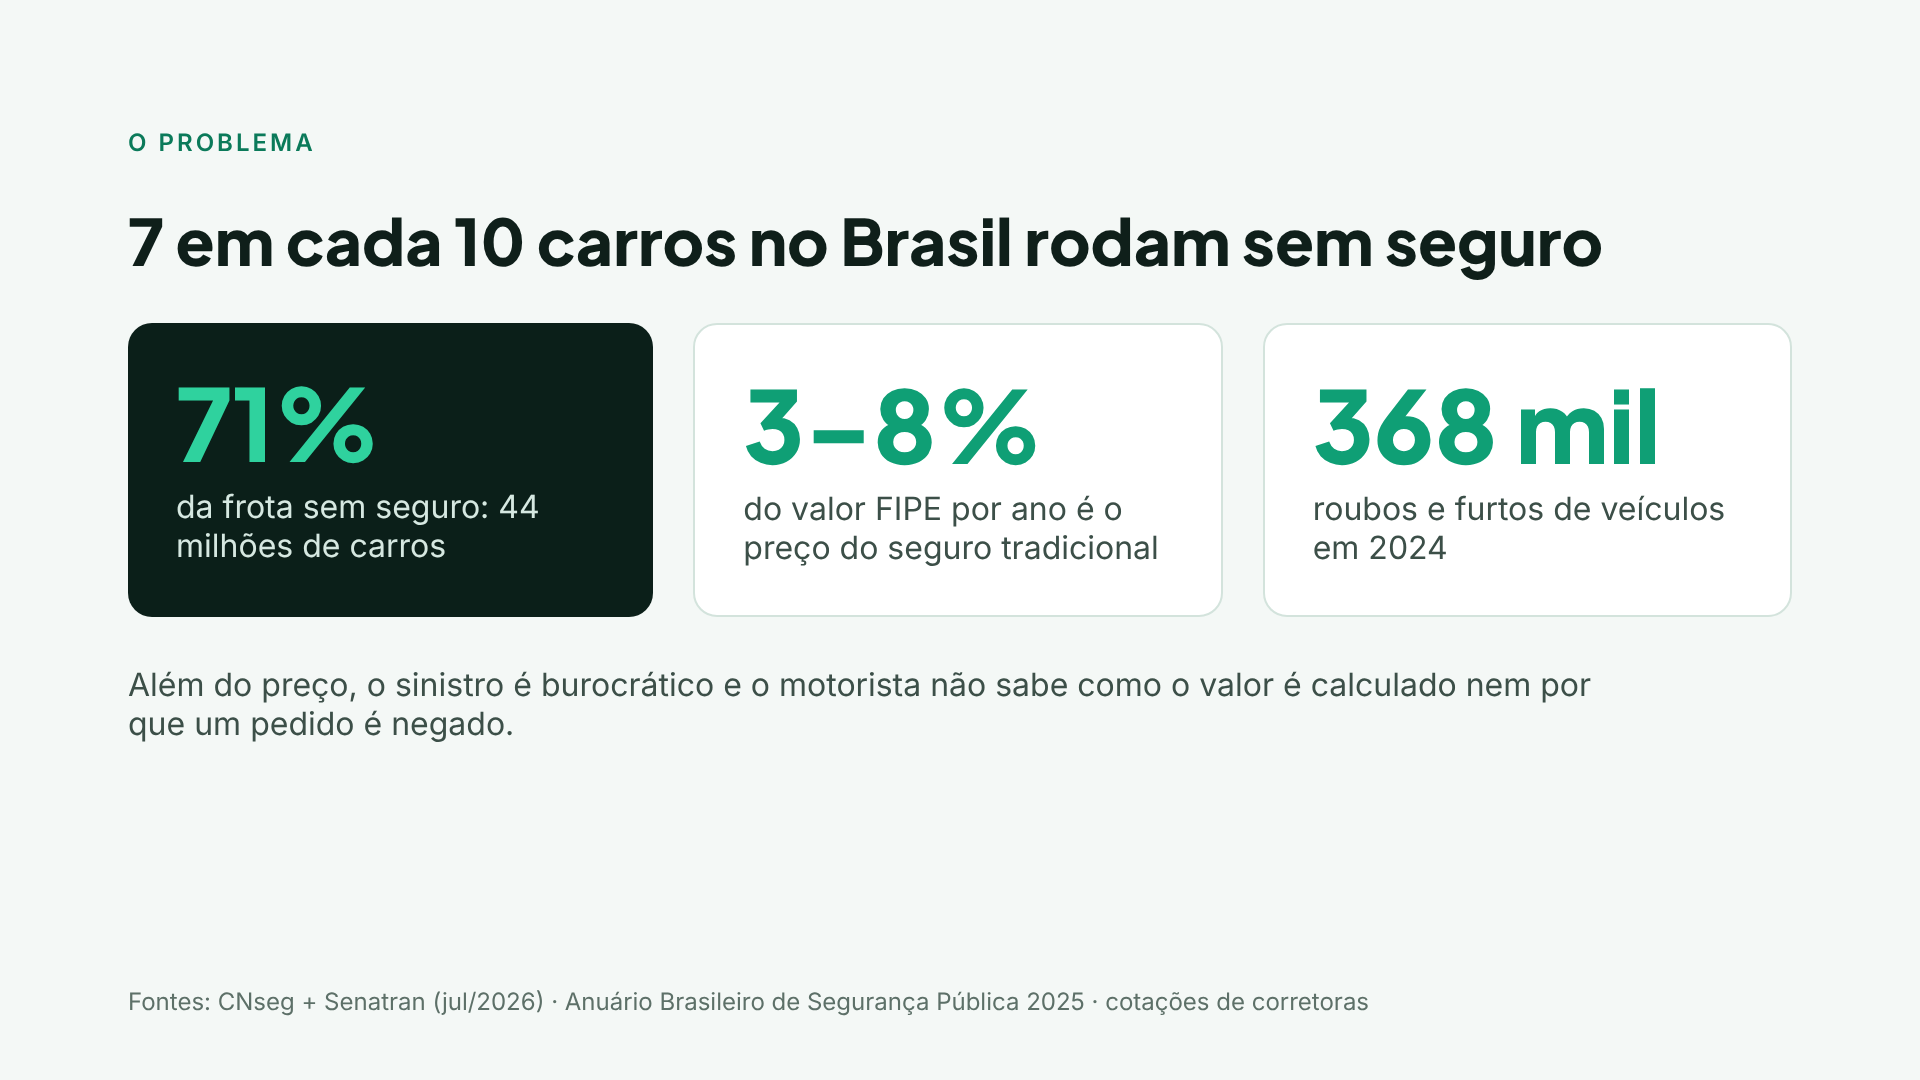 O PROBLEMA
7 em cada 10 carros no Brasil rodam sem seguro
71%
da frota sem seguro: 44
milhões de carros
3–8%
do valor FIPE por ano é o
preço do seguro tradicional
368 mil
roubos e furtos de veículos
em 2024
Além do preço, o sinistro é burocrático e o motorista não sabe como o valor é calculado nem por
que um pedido é negado.
Fontes: CNseg + Senatran (jul/2026) · Anuário Brasileiro de Segurança Pública 2025 · cotações de corretoras